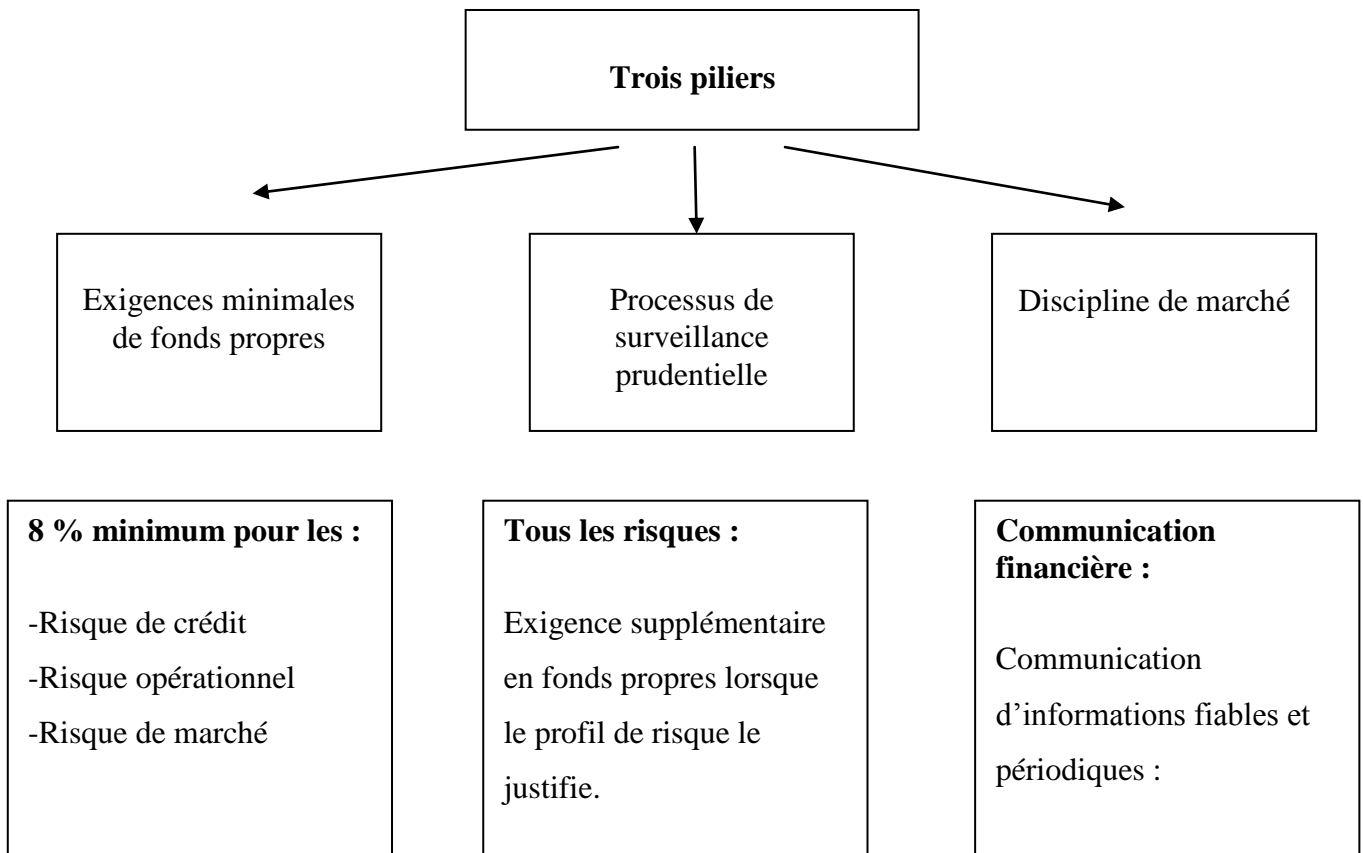 Trois piliers
Exigences minimales
de fonds propres
Processus de
surveillance
prudentielle
Discipline de marché
8 % minimum pour les :
-Risque de crédit
-Risque opérationnel
-Risque de marché
Tous les risques :
Exigence supplémentaire
en fonds propres lorsque
le profil de risque le
justifie.
Communication
financière :
Communication
d’informations fiables et
périodiques :